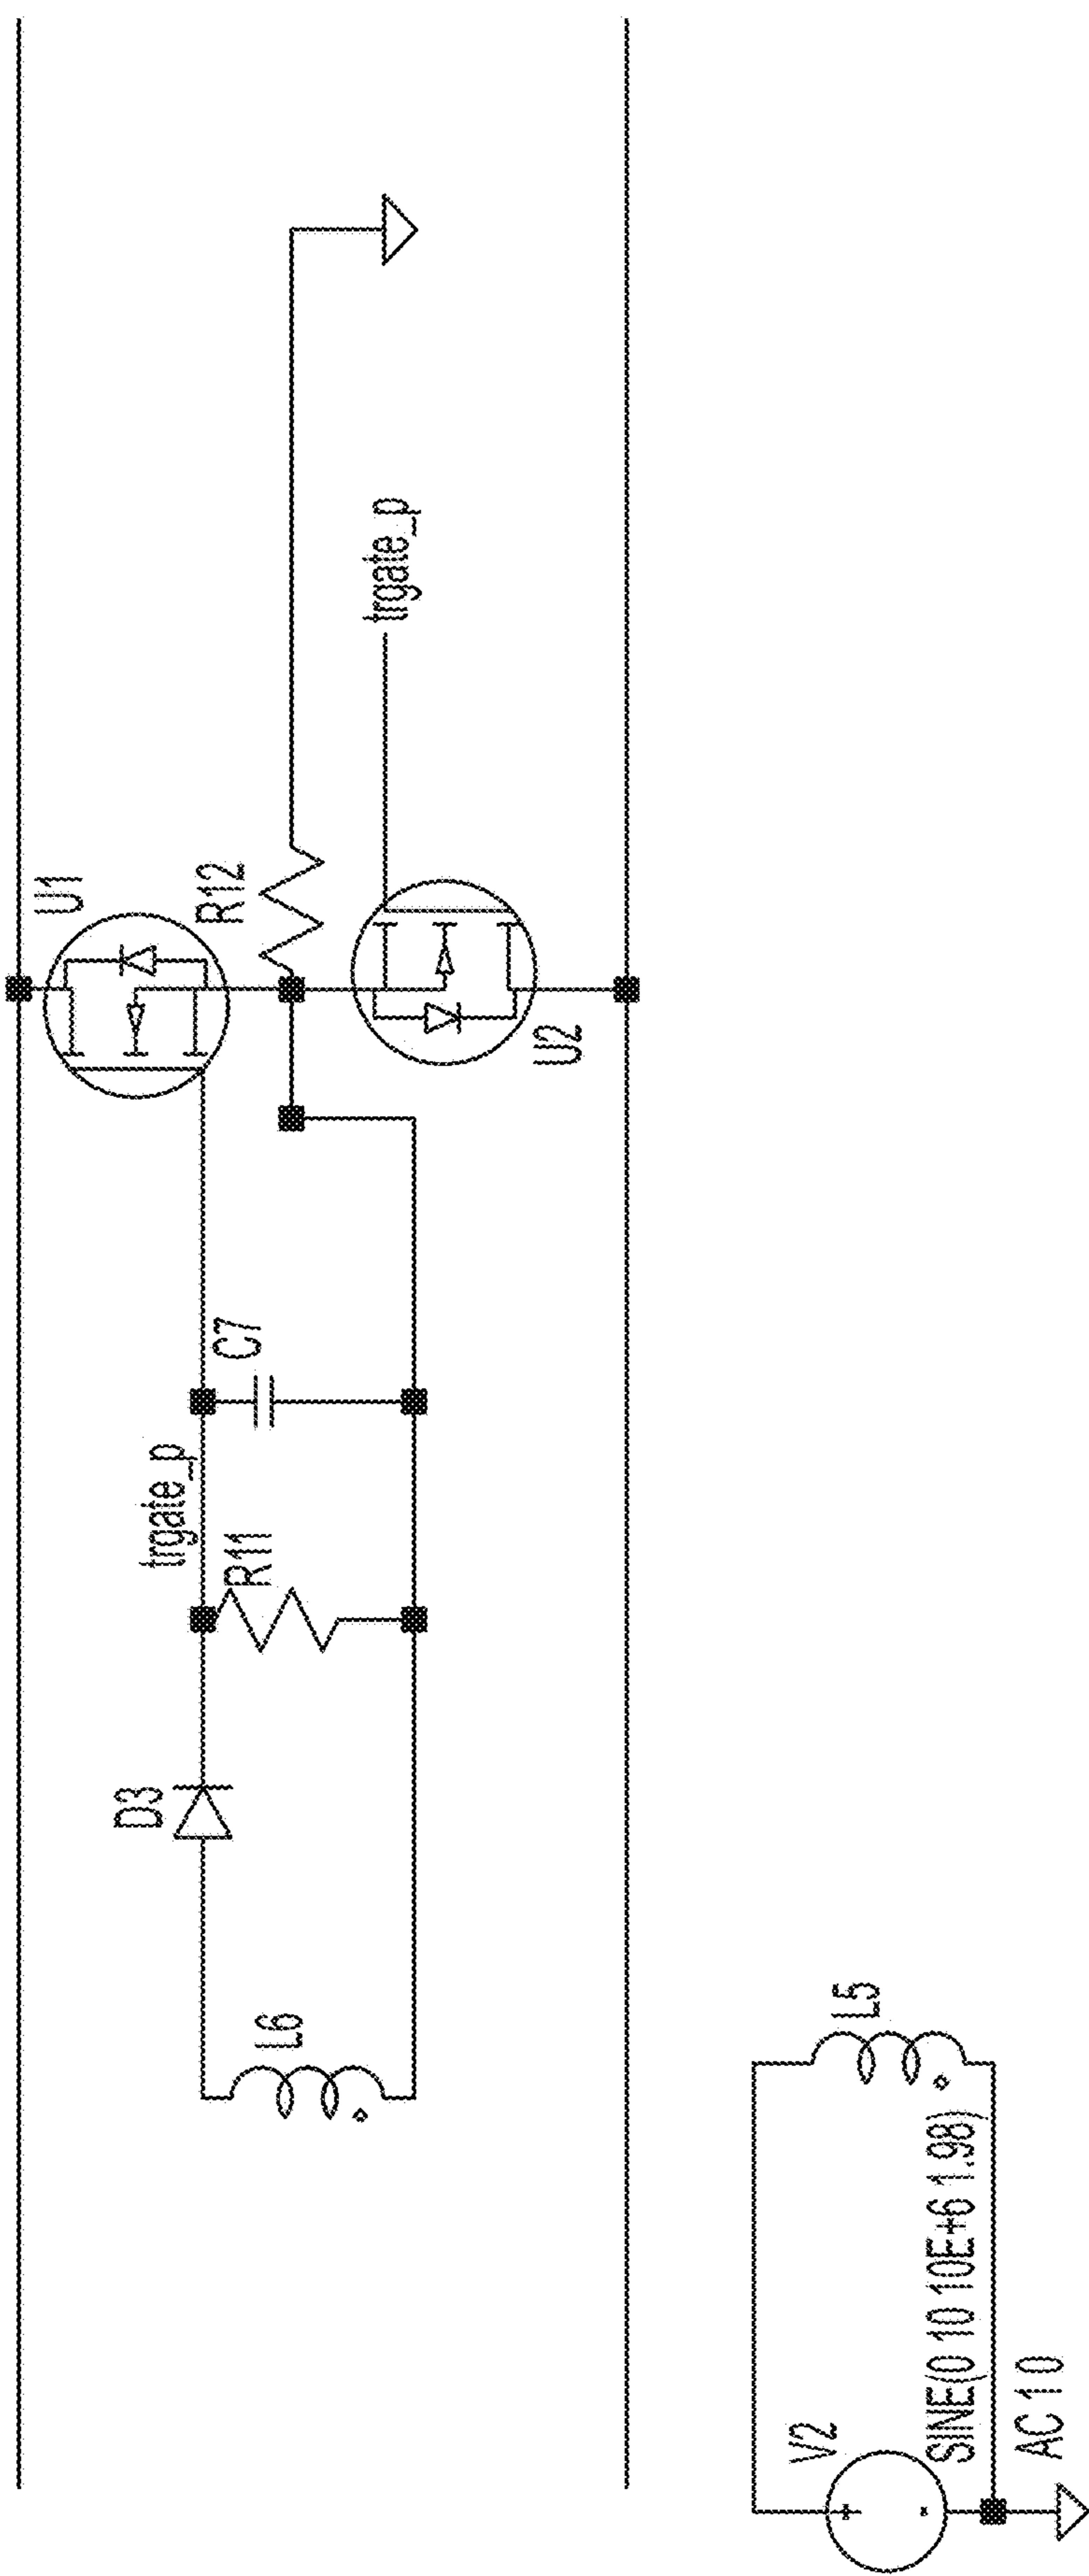 U1
R12
trgate_p
U2
C7
trgate_p
R11
D3
L6
L5
V2
SINE(0 10 10E+6 1.98)
AC 1 0